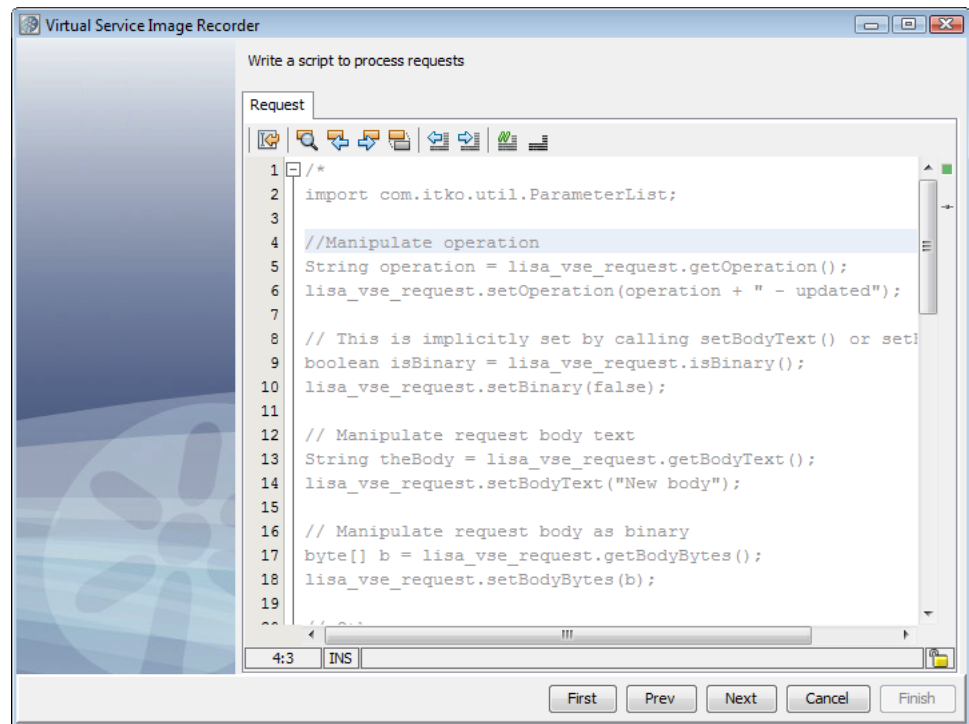 Virtual Service Image Recorder
Write a script to process requests
Request
1 /*
2 import com.itko.util.ParameterList;
3
4 //Manipulate operation
5 String operation = lisa_vse_request.getOperation();
6 lisa_vse_request.setOperation(operation + " - updated");
7
8 // This is implicitly set by calling setBodyText() or set
9 boolean isBinary = lisa_vse_request.isBinary();
10 lisa_vse_request.setBinary(false);
11
12 // Manipulate request body text
13 String theBody = lisa_vse_request.getBodyText();
14 lisa_vse_request.setBodyText("New body");
15
16 // Manipulate request body as binary
17 byte[] b = lisa_vse_request.getBodyBytes();
18 lisa_vse_request.setBodyBytes(b);
19
4:3 INS
First Prev Next Cancel Finish